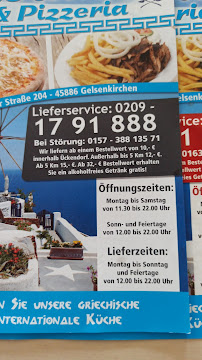 & Pizzeria
Straße 204 - 45886 Gelsenkirchen
Lieferservice: 0209 -
17 91 888
Bei Störung: 0157 - 388 135 71
Wir liefern ab einem Bestellwert von 10,- €
innerhalb Ückendorf. Außerhalb bis 5 Km 12,- €.
Ab 5 Km 15,- €. Ab 32,- € Bestellwert erhalten
Sie ein alkoholfreies Getränk gratis!
Öffnungszeiten:
Montag bis Samstag
von 11.30 bis 22.00 Uhr
Sonn- und Feiertage
von 12.00 bis 22.00 Uhr
Lieferzeiten:
Montag bis Sonntag
und Feiertage
von 12.00 bis 22.00 Uhr
n Sie unsere griechische
nternationale Küche